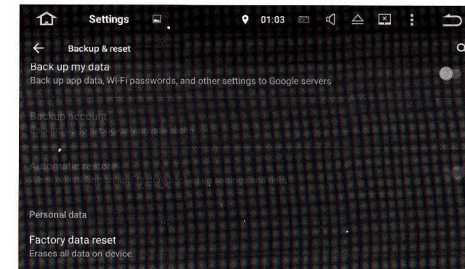 Settings
01:03
Backup & reset
Back up my data
Back up app data, Wi-Fi passwords, and other settings to Google servers
Backup account
Automatic restore
Personal data
Factory data reset
Erases all data on device